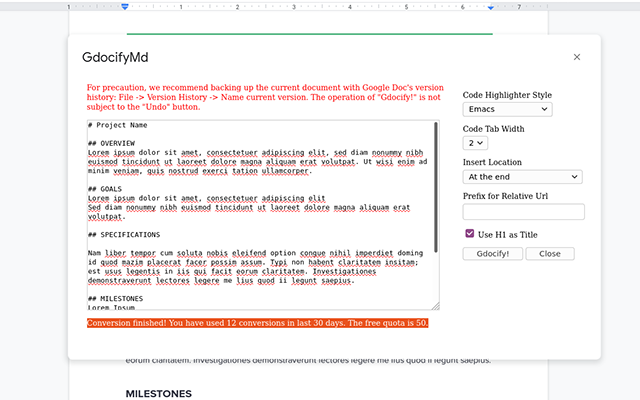 1 1 2 3 4 5 6 7
GdocifyMd
For precaution, we recommend backing up the current document with Google Doc's version
history: File -> Version History -> Name current version. The operation of "Gdocify!" is not
subject to the "Undo" button.
# Project Name
## OVERVIEW
Lorem ipsum dolor sit amet, consectetuer adipiscing elit, sed diam nonummy nibh
euismod tincidunt ut laoreet dolore magna aliquam erat volutpat. Ut wisi enim ad
minim veniam, quis nostrud exerci tation ullamcorper.
## GOALS
Lorem ipsum dolor sit amet, consectetuer adipiscing elit
Sed diam nonummy nibh euismod tincidunt ut laoreet dolore magna aliquam erat
volutpat.
## SPECIFICATIONS
Nam liber tempor cum soluta nobis eleifend option congue nihil imperdiet doming
id quod mazim placerat facer possim assum. Typi non habent claritatem insitam;
est usus legentis in iis qui facit eorum claritatem. Investigationes
demonstraverunt lectores legere me lius quod ii legunt saepius.
## MILESTONES
Lorem Ipsum
Conversion finished! You have used 12 conversions in last 30 days. The free quota is 50.
Code Highlighter Style
Emacs
Code Tab Width
2
Insert Location
At the end
Prefix for Relative Url
Use H1 as Title
Gdocify! Close
eorum claritatem. Investigationes demonstraverunt lectores legere me lius quod ii legunt saepius.
MILESTONES